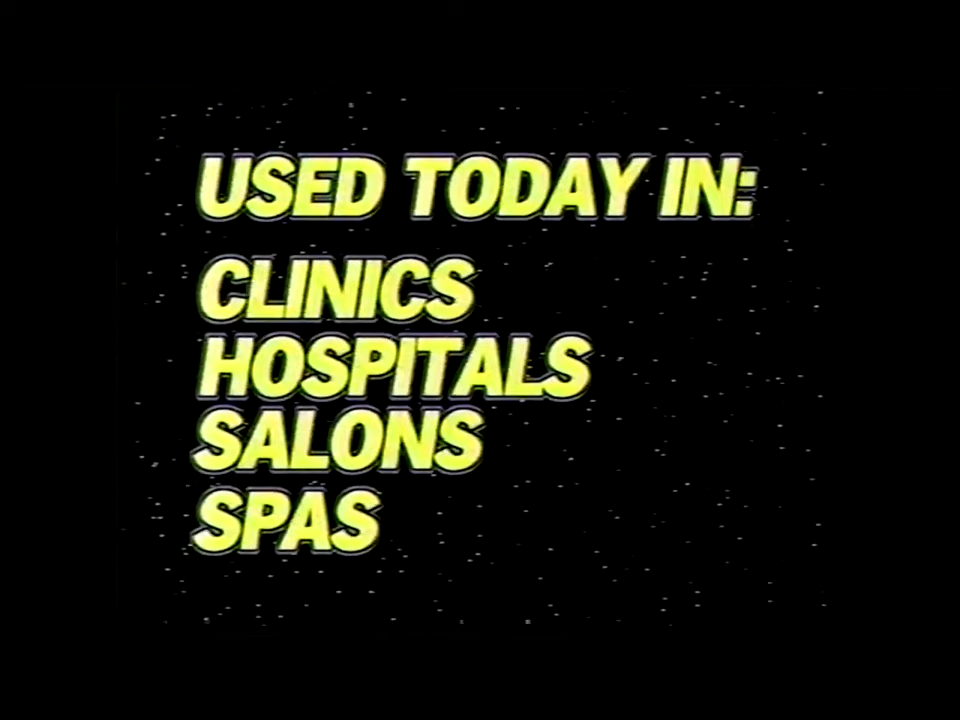 USED TODAY IN:
CLINICS
HOSPITALS
SALONS
SPAS